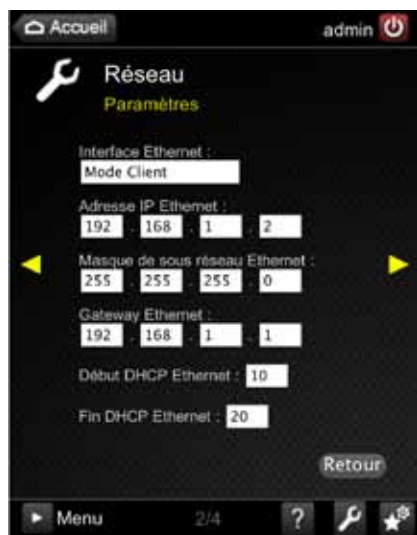 Accueil admin
Réseau
Paramètres
Interface Ethernet :
Mode Client
Adresse IP Ethernet :
192 . 168 . 1 . 2
Masque de sous réseau Ethernet :
255 . 255 . 255 . 0
Gateway Ethernet :
192 . 168 . 1 . 1
Début DHCP Ethernet : 10
Fin DHCP Ethernet : 20
Retour
Menu 2/4 ?